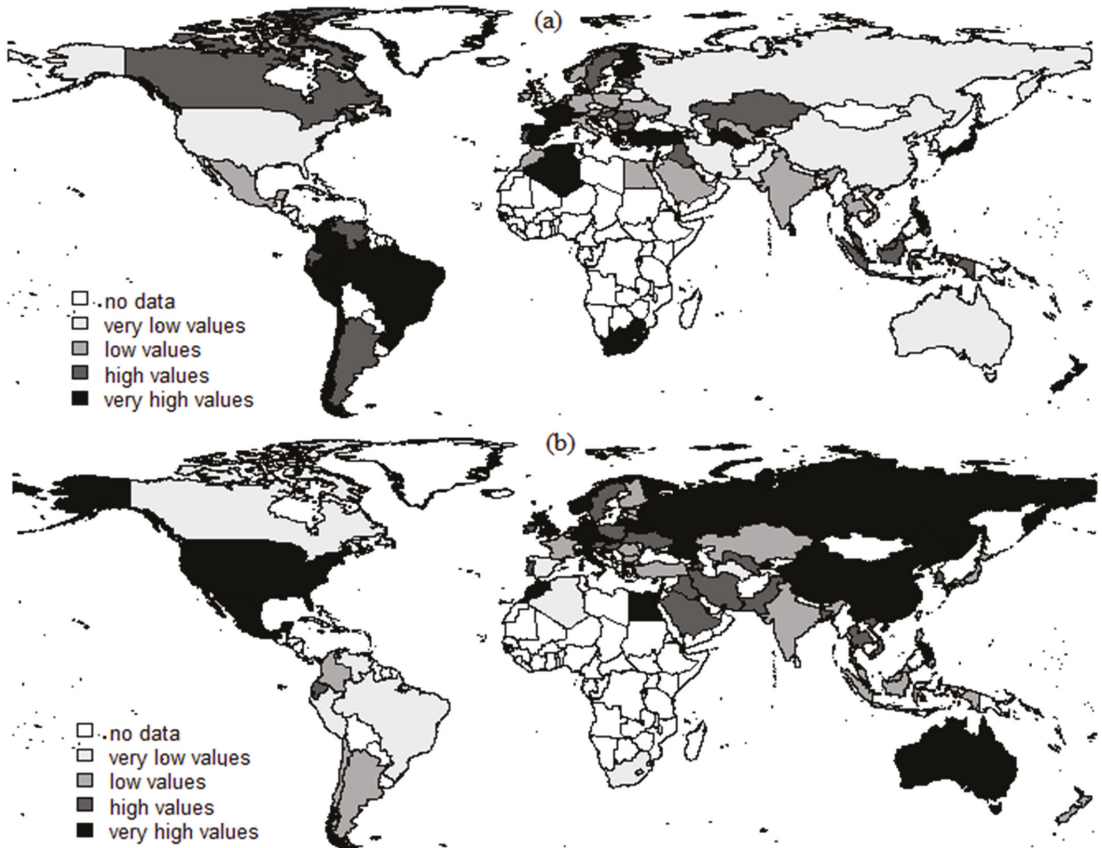 (a)
no data
very low values
low values
high values
very high values
(b)
no data
very low values
low values
high values
very high values